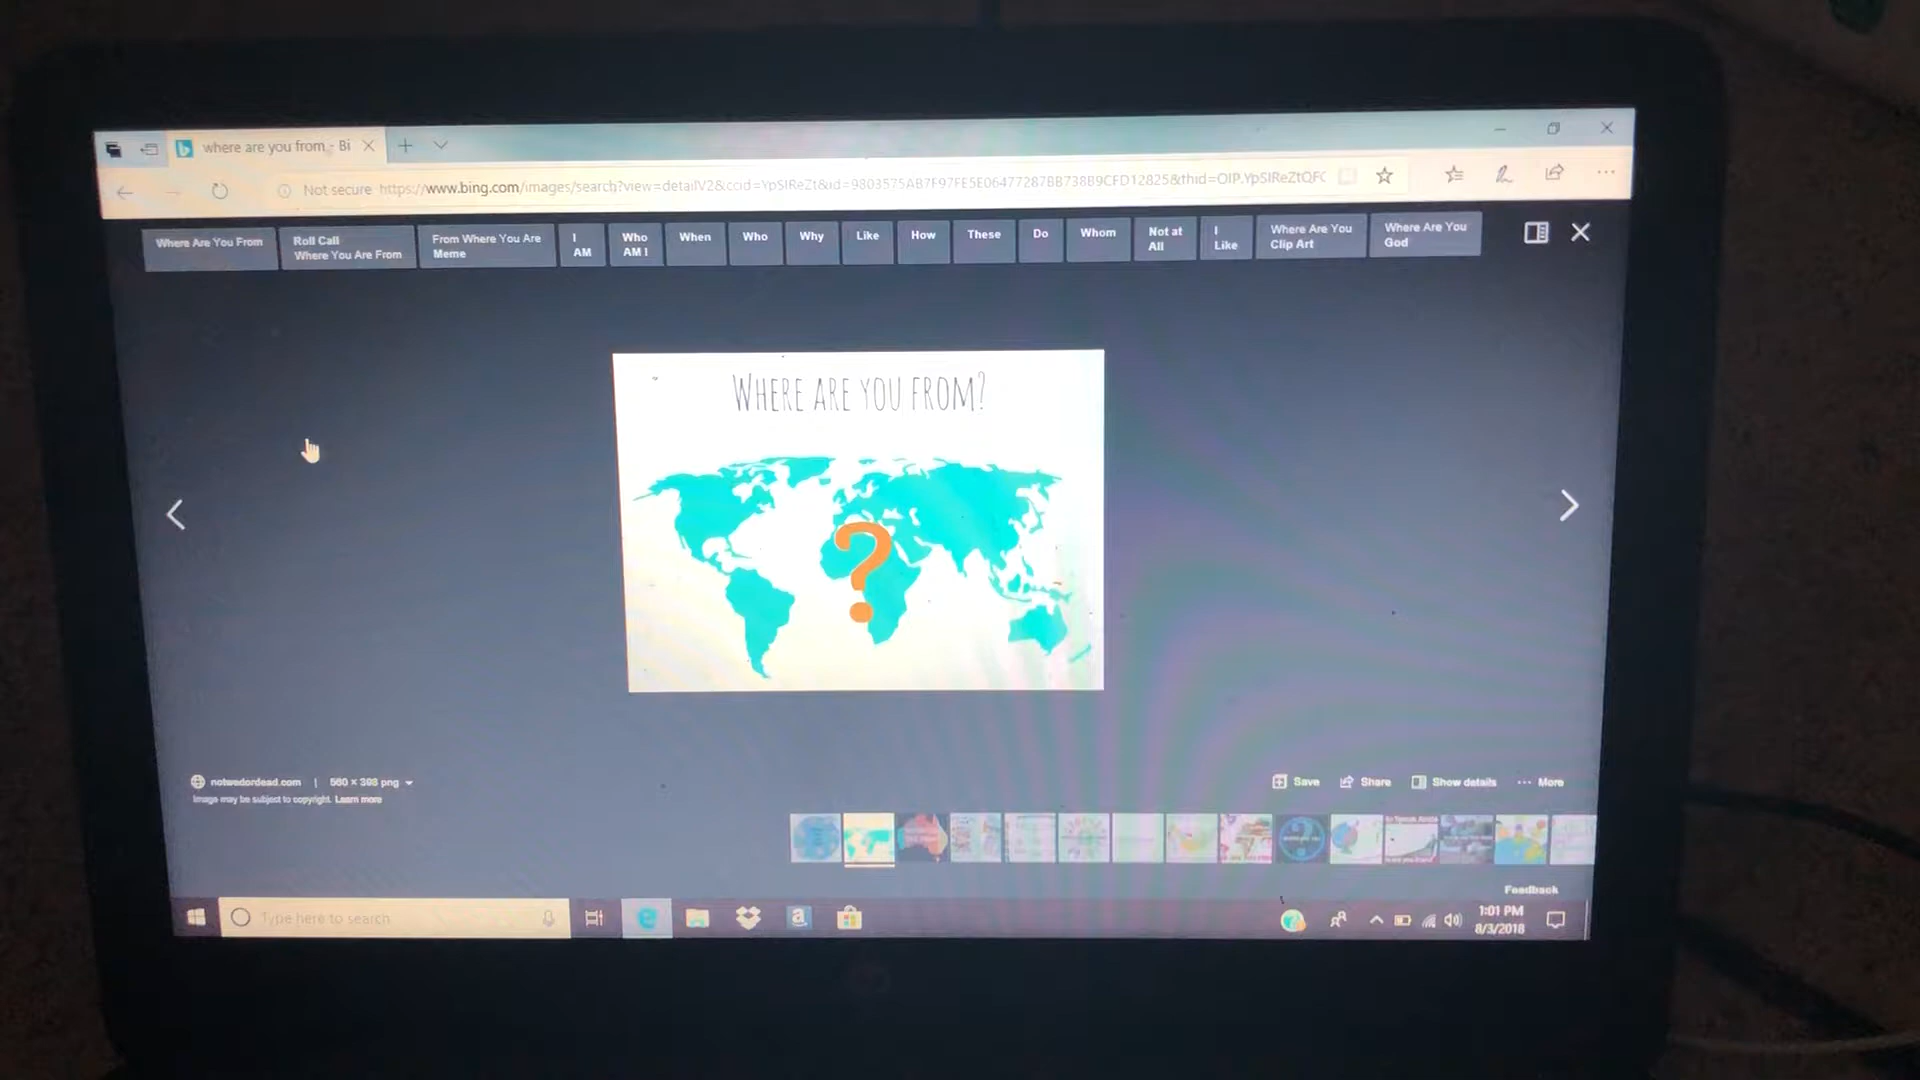 where are you from - Bi
Not secure https://www.bing.com/images/search?view=detailV2&ccid=YpSIReZt&id=9803575AB7F97FE5E06477287BB738B9CFD12825&thid=OIP.YpSIReZtQFC
Where Are You From
Roll Call
Where You Are From
From Where You Are
Meme
I
AM
Who
AM I
When
Who
Why
Like
How
These
Do
Whom
Not at
All
I
Like
Where Are You
Clip Art
Where Are You
God
WHERE ARE YOU FROM?
?
notwedordead.com | 560 × 393 png
Image may be subject to copyright. Learn more
Save
Share
Show details
More
Feedback
Type here to search
1:01 PM
8/3/2018